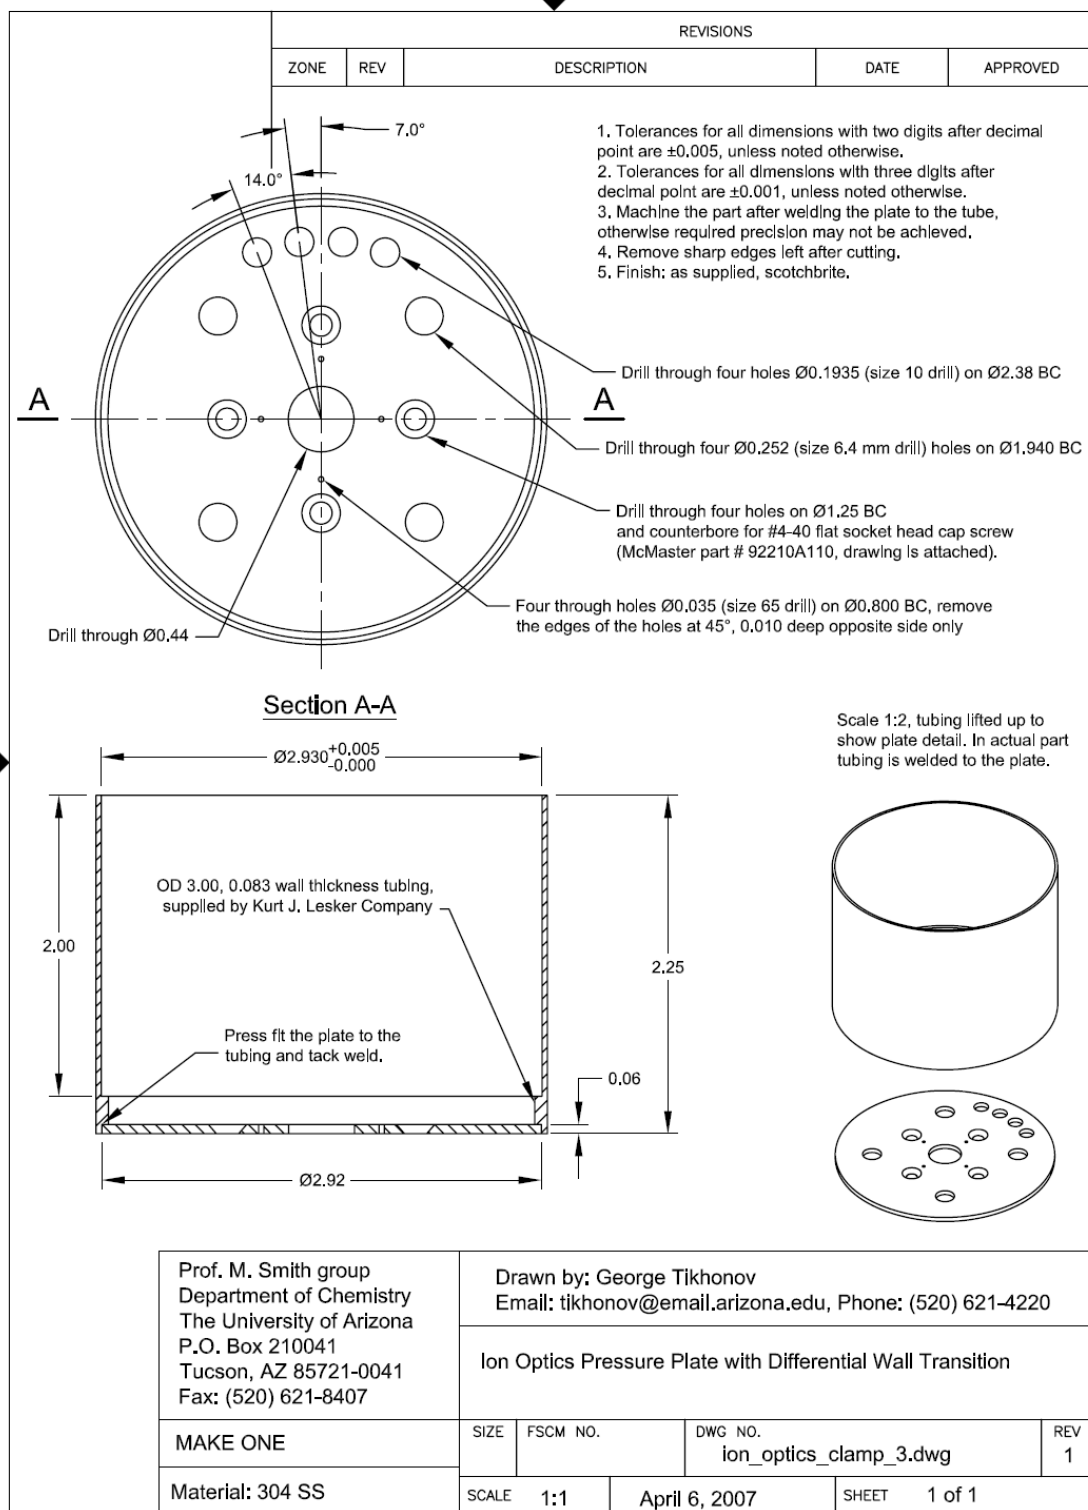 REVISIONS
ZONE REV DESCRIPTION DATE APPROVED
7.0°
14.0°
1. Tolerances for all dimensions with two digits after decimal
point are ±0.005, unless noted otherwise.
2. Tolerances for all dimensions with three digits after
decimal point are ±0.001, unless noted otherwise.
3. Machine the part after welding the plate to the tube,
otherwise required precision may not be achieved.
4. Remove sharp edges left after cutting.
5. Finish: as supplied, scotchbrite.
Drill through four holes Ø0.1935 (size 10 drill) on Ø2.38 BC
A A
Drill through four Ø0.252 (size 6.4 mm drill) holes on Ø1.940 BC
Drill through four holes on Ø1.25 BC
and counterbore for #4-40 flat socket head cap screw
(McMaster part # 92210A110, drawing is attached).
Four through holes Ø0.035 (size 65 drill) on Ø0.800 BC, remove
the edges of the holes at 45°, 0.010 deep opposite side only
Drill through Ø0.44
Section A-A
Ø2.930 +0.005
-0.000
Scale 1:2, tubing lifted up to
show plate detail. In actual part
tubing is welded to the plate.
OD 3.00, 0.083 wall thickness tubing,
supplied by Kurt J. Lesker Company
2.00
2.25
Press fit the plate to the
tubing and tack weld.
0.06
Ø2.92
Prof. M. Smith group
Department of Chemistry
The University of Arizona
P.O. Box 210041
Tucson, AZ 85721-0041
Fax: (520) 621-8407
Drawn by: George Tikhonov
Email: tikhonov@email.arizona.edu, Phone: (520) 621-4220
Ion Optics Pressure Plate with Differential Wall Transition
MAKE ONE
SIZE FSCM NO. DWG NO. REV
ion_optics_clamp_3.dwg 1
Material: 304 SS
SCALE 1:1 April 6, 2007 SHEET 1 of 1